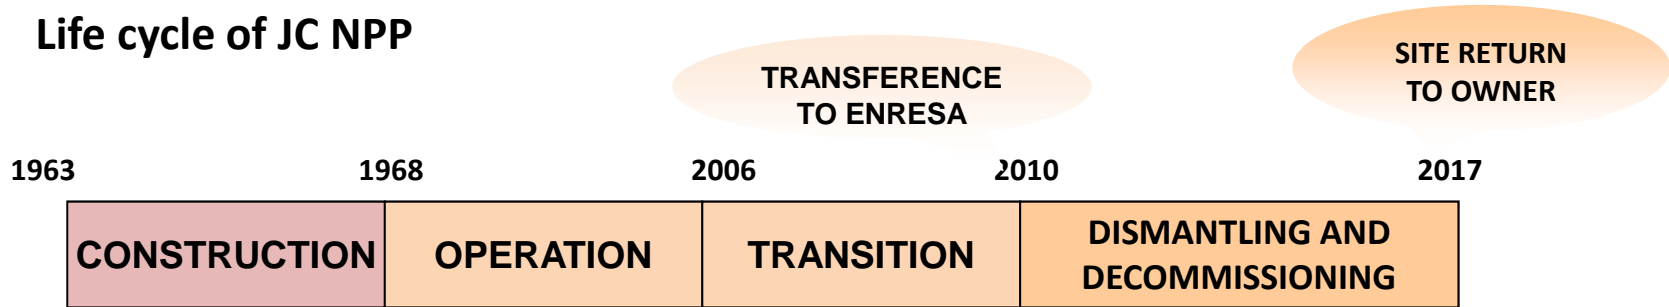 Life cycle of JC NPP
TRANSFERENCE
TO ENRESA
SITE RETURN
TO OWNER
1963 1968 2006 2010 2017
CONSTRUCTION OPERATION TRANSITION DISMANTLING AND
DECOMMISSIONING